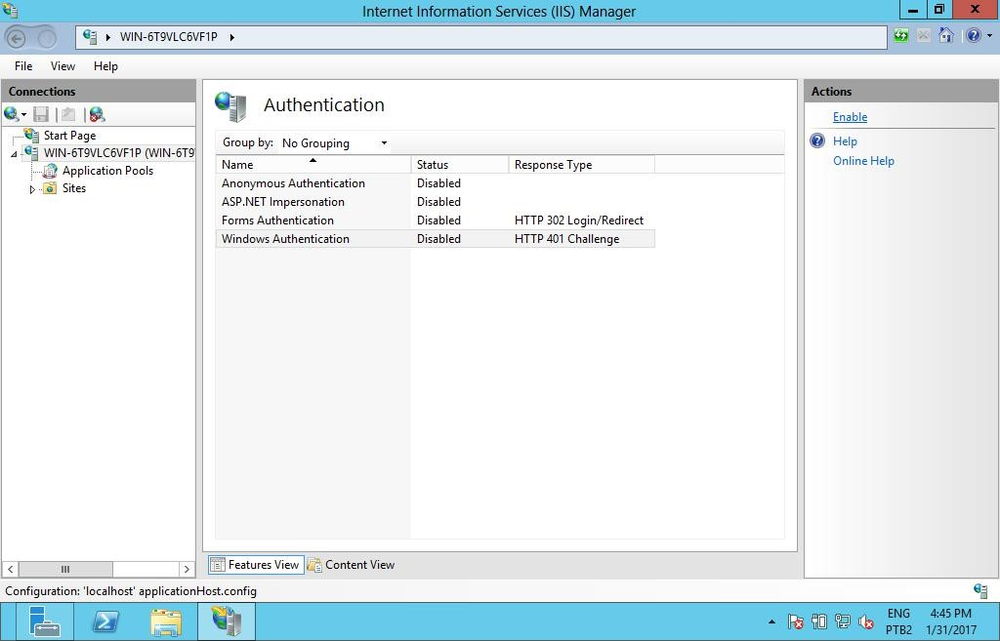 Internet Information Services (IIS) Manager
WIN-6T9VLC6VF1P
File View Help
Connections
Start Page
WIN-6T9VLC6VF1P (WIN-6T9
Application Pools
Sites
Authentication
Group by: No Grouping
Name Status Response Type
Anonymous Authentication Disabled
ASP.NET Impersonation Disabled
Forms Authentication Disabled HTTP 302 Login/Redirect
Windows Authentication Disabled HTTP 401 Challenge
Features View Content View
Actions
Enable
Help
Online Help
Configuration: 'localhost' applicationHost.config
ENG 4:45 PM
PTB2 1/31/2017